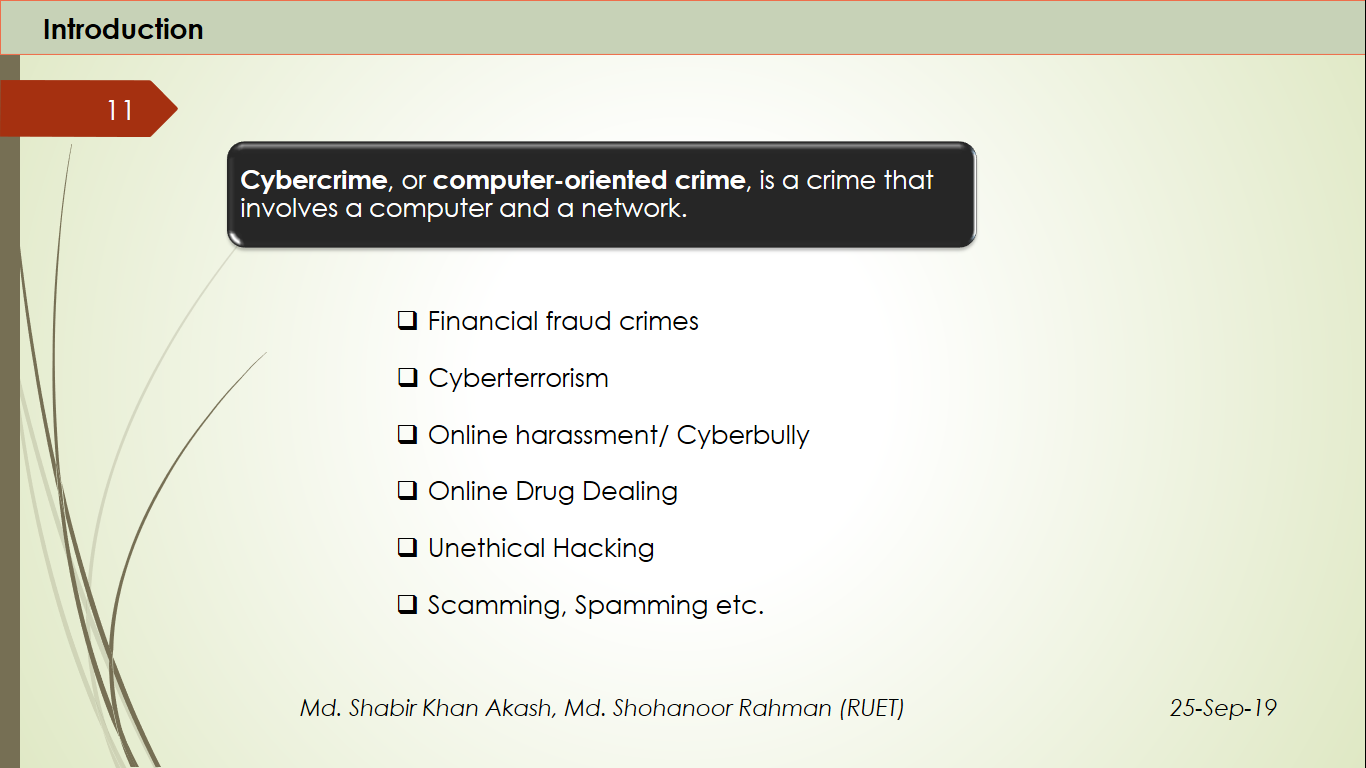 Introduction
11
Cybercrime, or computer-oriented crime, is a crime that
involves a computer and a network.
❑ Financial fraud crimes
❑ Cyberterrorism
❑ Online harassment/ Cyberbully
❑ Online Drug Dealing
❑ Unethical Hacking
❑ Scamming, Spamming etc.
Md. Shabir Khan Akash, Md. Shohanoor Rahman (RUET)
25-Sep-19